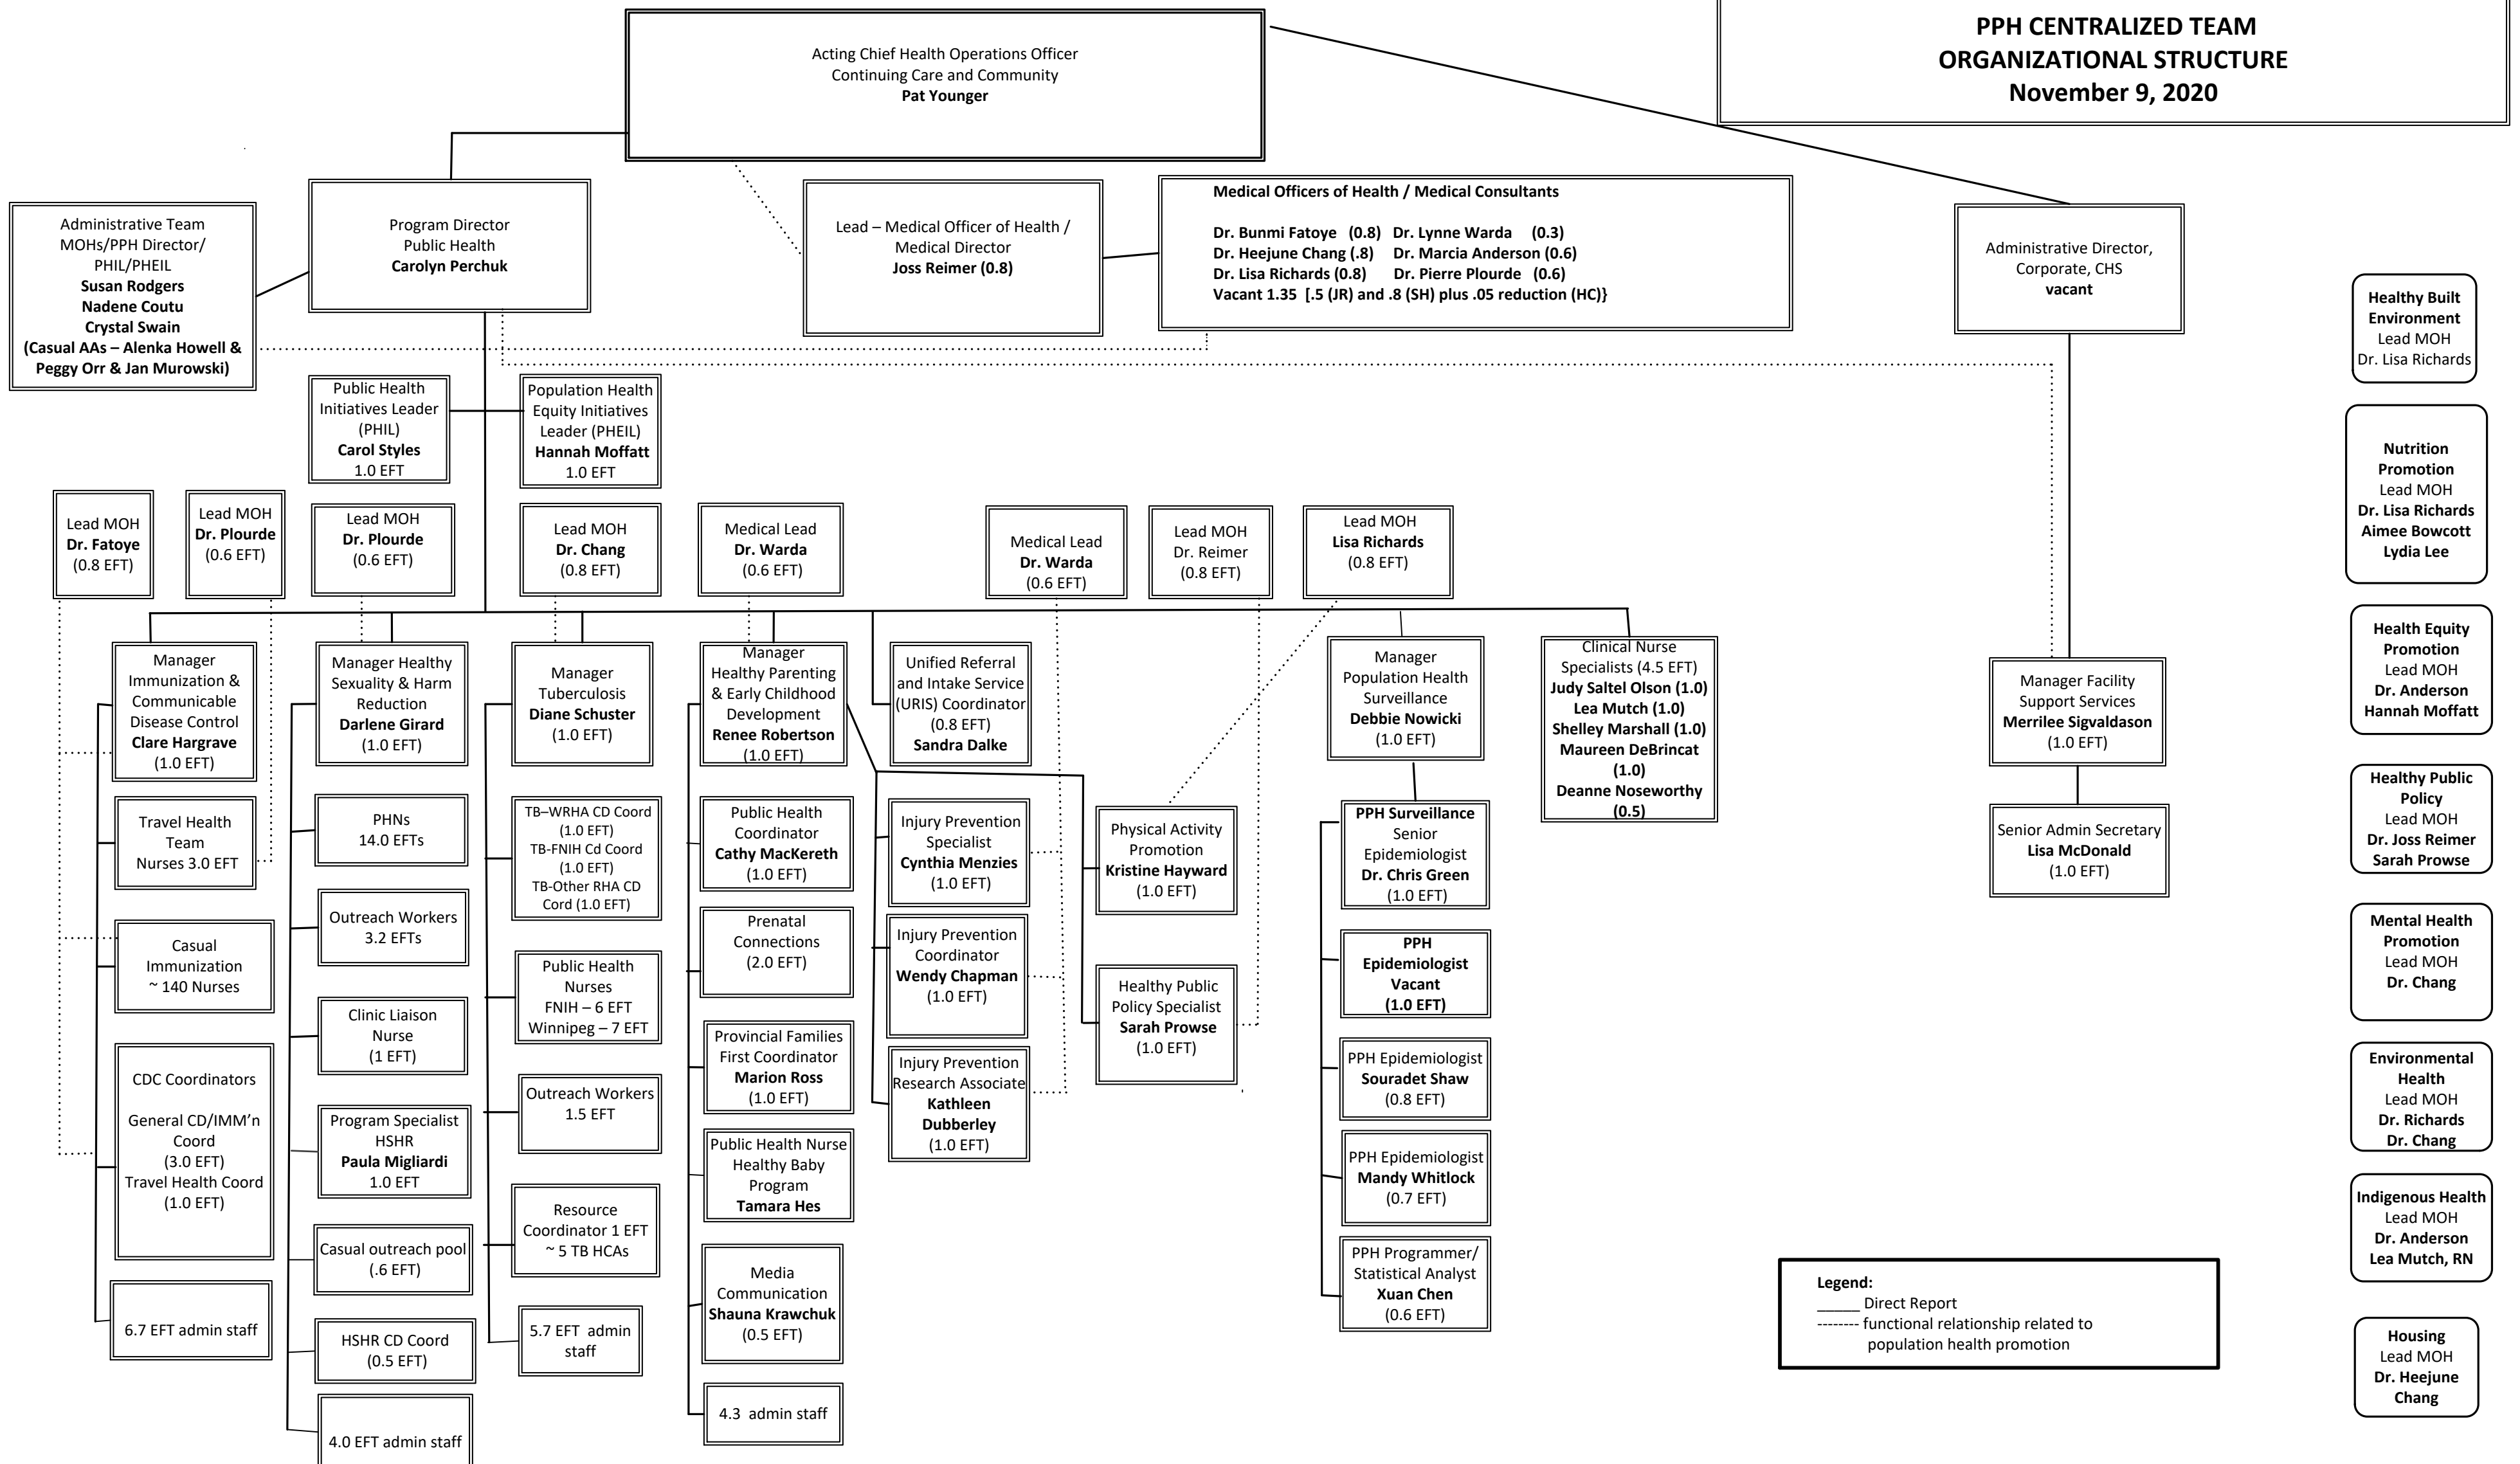 PPH CENTRALIZED TEAM
ORGANIZATIONAL STRUCTURE
November 9, 2020
Acting Chief Health Operations Officer
Continuing Care and Community
Pat Younger
Administrative Team
MOHs/PPH Director/
PHIL/PHEIL
Susan Rodgers
Nadene Coutu
Crystal Swain
(Casual AAs – Alenka Howell &
Peggy Orr & Jan Murowski)
Program Director
Public Health
Carolyn Perchuk
Lead – Medical Officer of Health /
Medical Director
Joss Reimer (0.8)
Medical Officers of Health / Medical Consultants
Dr. Bunmi Fatoye (0.8) Dr. Lynne Warda (0.3)
Dr. Heejune Chang (.8) Dr. Marcia Anderson (0.6)
Dr. Lisa Richards (0.8) Dr. Pierre Plourde (0.6)
Vacant 1.35 [.5 (JR) and .8 (SH) plus .05 reduction (HC)}
Administrative Director,
Corporate, CHS
vacant
Public Health
Initiatives Leader
(PHIL)
Carol Styles
1.0 EFT
Population Health
Equity Initiatives
Leader (PHEIL)
Hannah Moffatt
1.0 EFT
Lead MOH
Dr. Fatoye
(0.8 EFT)
Lead MOH
Dr. Plourde
(0.6 EFT)
Lead MOH
Dr. Plourde
(0.6 EFT)
Lead MOH
Dr. Chang
(0.8 EFT)
Medical Lead
Dr. Warda
(0.6 EFT)
Medical Lead
Dr. Warda
(0.6 EFT)
Lead MOH
Dr. Reimer
(0.8 EFT)
Lead MOH
Lisa Richards
(0.8 EFT)
Manager
Immunization &
Communicable
Disease Control
Clare Hargrave
(1.0 EFT)
Travel Health
Team
Nurses 3.0 EFT
Casual
Immunization
~ 140 Nurses
CDC Coordinators
General CD/IMM’n
Coord
(3.0 EFT)
Travel Health Coord
(1.0 EFT)
6.7 EFT admin staff
Manager Healthy
Sexuality & Harm
Reduction
Darlene Girard
(1.0 EFT)
PHNs
14.0 EFTs
Outreach Workers
3.2 EFTs
Clinic Liaison
Nurse
(1 EFT)
Program Specialist
HSHR
Paula Migliardi
1.0 EFT
Casual outreach pool
(.6 EFT)
HSHR CD Coord
(0.5 EFT)
4.0 EFT admin staff
Manager
Tuberculosis
Diane Schuster
(1.0 EFT)
TB–WRHA CD Coord
(1.0 EFT)
TB-FNIH Cd Coord
(1.0 EFT)
TB-Other RHA CD
Cord (1.0 EFT)
Public Health
Nurses
FNIH – 6 EFT
Winnipeg – 7 EFT
Outreach Workers
1.5 EFT
Resource
Coordinator 1 EFT
~ 5 TB HCAs
5.7 EFT admin
staff
Manager
Healthy Parenting
& Early Childhood
Development
Renee Robertson
(1.0 EFT)
Public Health
Coordinator
Cathy MacKereth
(1.0 EFT)
Prenatal
Connections
(2.0 EFT)
Provincial Families
First Coordinator
Marion Ross
(1.0 EFT)
Public Health Nurse
Healthy Baby
Program
Tamara Hes
Media
Communication
Shauna Krawchuk
(0.5 EFT)
4.3 admin staff
Unified Referral
and Intake Service
(URIS) Coordinator
(0.8 EFT)
Sandra Dalke
Injury Prevention
Specialist
Cynthia Menzies
(1.0 EFT)
Injury Prevention
Coordinator
Wendy Chapman
(1.0 EFT)
Injury Prevention
Research Associate
Kathleen
Dubberley
(1.0 EFT)
Physical Activity
Promotion
Kristine Hayward
(1.0 EFT)
Healthy Public
Policy Specialist
Sarah Prowse
(1.0 EFT)
Manager
Population Health
Surveillance
Debbie Nowicki
(1.0 EFT)
PPH Surveillance
Senior
Epidemiologist
Dr. Chris Green
(1.0 EFT)
PPH
Epidemiologist
Vacant
(1.0 EFT)
PPH Epidemiologist
Souradet Shaw
(0.8 EFT)
PPH Epidemiologist
Mandy Whitlock
(0.7 EFT)
PPH Programmer/
Statistical Analyst
Xuan Chen
(0.6 EFT)
Clinical Nurse
Specialists (4.5 EFT)
Judy Saltel Olson (1.0)
Lea Mutch (1.0)
Shelley Marshall (1.0)
Maureen DeBrincat
(1.0)
Deanne Noseworthy
(0.5)
Manager Facility
Support Services
Merrilee Sigvaldason
(1.0 EFT)
Senior Admin Secretary
Lisa McDonald
(1.0 EFT)
Healthy Built
Environment
Lead MOH
Dr. Lisa Richards
Nutrition
Promotion
Lead MOH
Dr. Lisa Richards
Aimee Bowcott
Lydia Lee
Health Equity
Promotion
Lead MOH
Dr. Anderson
Hannah Moffatt
Healthy Public
Policy
Lead MOH
Dr. Joss Reimer
Sarah Prowse
Mental Health
Promotion
Lead MOH
Dr. Chang
Environmental
Health
Lead MOH
Dr. Richards
Dr. Chang
Indigenous Health
Lead MOH
Dr. Anderson
Lea Mutch, RN
Housing
Lead MOH
Dr. Heejune
Chang
Legend:
______ Direct Report
-------- functional relationship related to
population health promotion